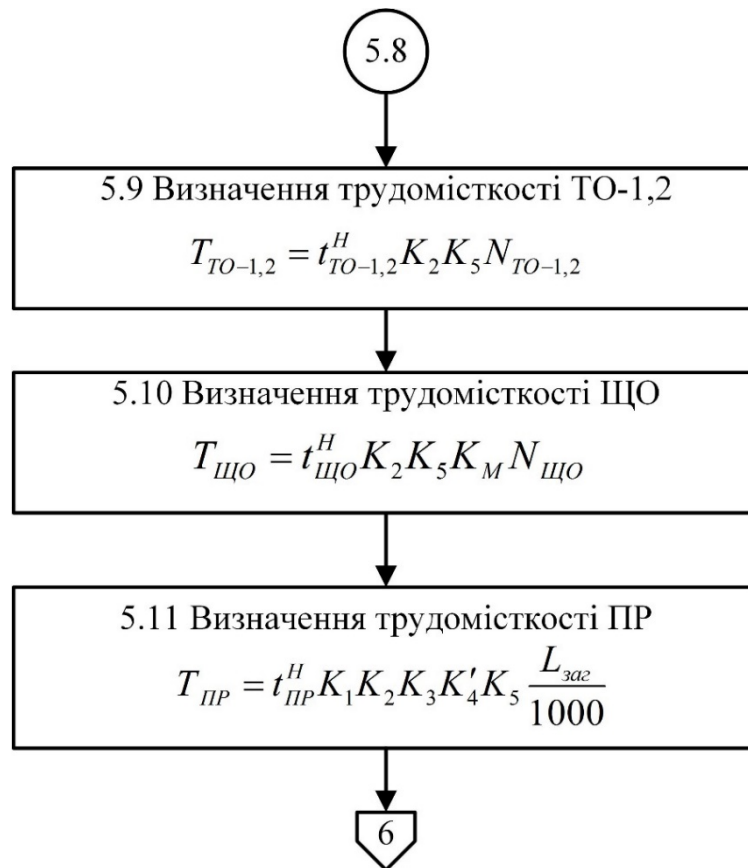 5.8
5.9 Визначення трудомісткості ТО-1,2
T_{ТО–1,2} = t^{Н}_{ТО–1,2} K_2 K_5 N_{ТО–1,2}
5.10 Визначення трудомісткості ЩО
T_{ЩО} = t^{Н}_{ЩО} K_2 K_5 K_М N_{ЩО}
5.11 Визначення трудомісткості ПР
T_{ПР} = t^{Н}_{ПР} K_1 K_2 K_3 K'_4 K_5 \frac{L_{заг}}{1000}
6